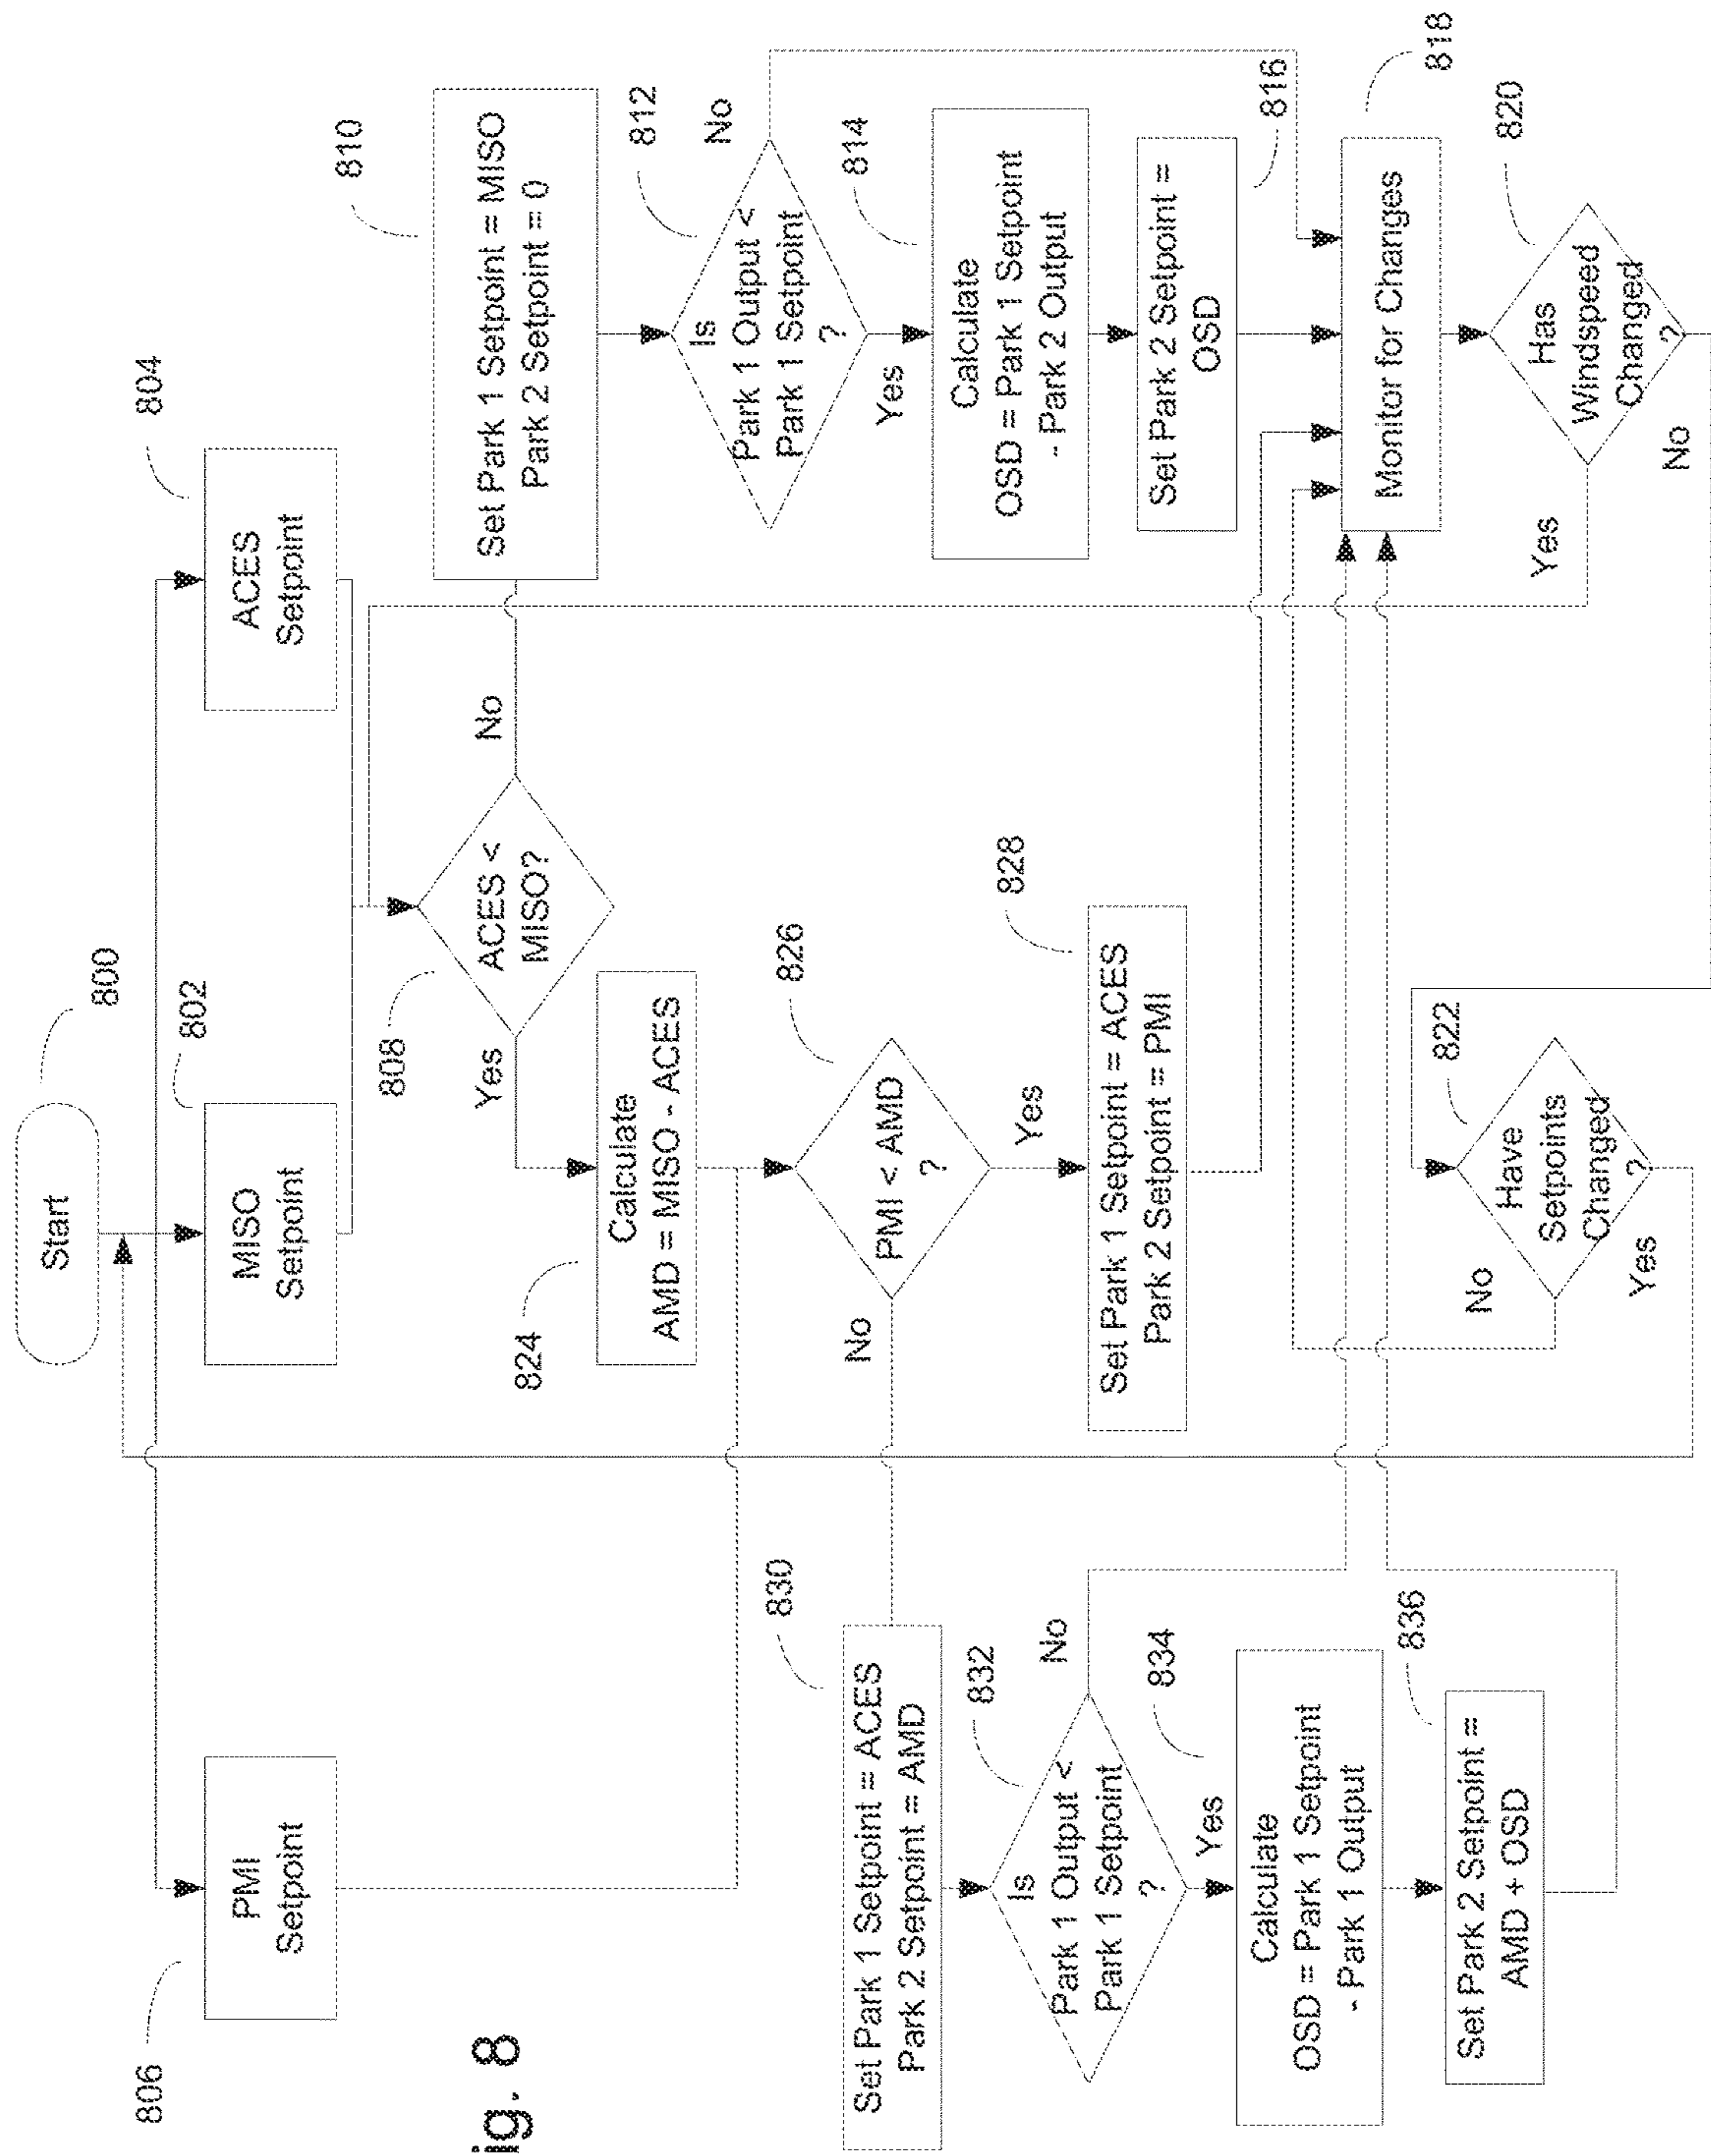 800
Start
802
MISO
Setpoint
804
ACES
Setpoint
806
PMI
Setpoint
808
ACES <
MISO?
Yes
No
810
Set Park 1 Setpoint = MISO
Park 2 Setpoint = 0
812
Is
Park 1 Output <
Park 1 Setpoint
?
No
Yes
814
Calculate
OSD = Park 1 Setpoint
- Park 2 Output
816
Set Park 2 Setpoint =
OSD
818
Monitor for Changes
820
Has
Windspeed
Changed
?
Yes
No
822
Have
Setpoints
Changed
?
No
Yes
824
Calculate
AMD = MISO - ACES
826
PMI < AMD
?
No
Yes
828
Set Park 1 Setpoint = ACES
Park 2 Setpoint = PMI
830
Set Park 1 Setpoint = ACES
Park 2 Setpoint = AMD
832
Is
Park 1 Output <
Park 1 Setpoint
?
No
Yes
834
Calculate
OSD = Park 1 Setpoint
- Park 1 Output
836
Set Park 2 Setpoint =
AMD + OSD
ig. 8